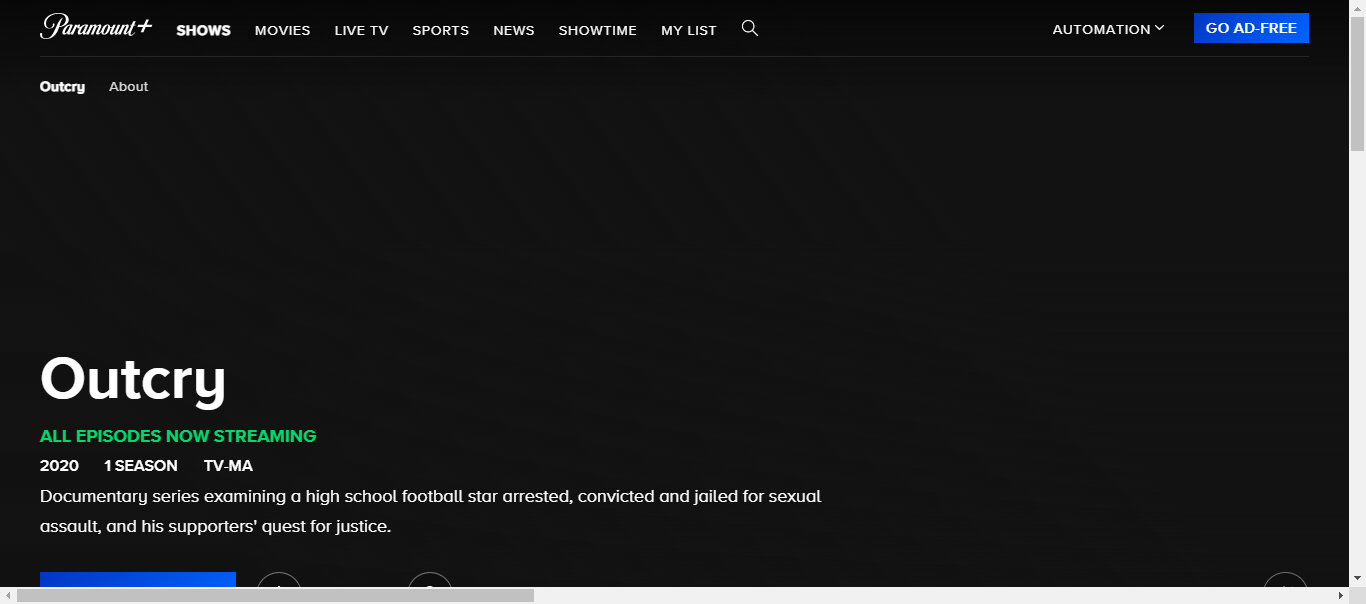 Paramount+ SHOWS MOVIES LIVE TV SPORTS NEWS SHOWTIME MY LIST AUTOMATION GO AD-FREE
Outcry About
Outcry
ALL EPISODES NOW STREAMING
2020 1 SEASON TV-MA
Documentary series examining a high school football star arrested, convicted and jailed for sexual
assault, and his supporters' quest for justice.